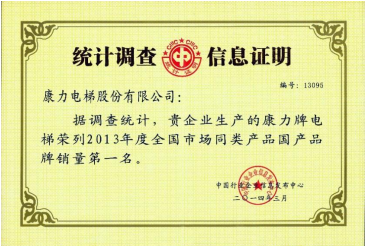 统计调查 信息证明
编号：13095
康力电梯股份有限公司：
据调查统计，贵企业生产的康力牌电
梯荣列2013年度全国市场同类产品国产品
牌销量第一名。
中国行业企业信息发布中心
二〇一四年三月